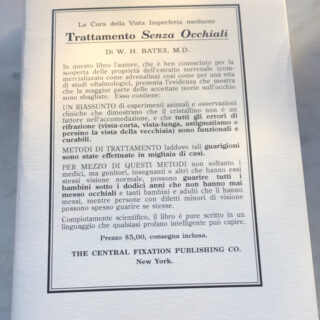 La Cura della Vista Imperfetta mediante
Trattamento Senza Occhiali
Di W. H. BATES, M.D.
In questo libro l'autore, che è ben conosciuto per la
scoperta delle proprietà dell'estratto surrenale (com-
mercializzato come adrenalina) così come per una vita
di studi oftalmologici, presenta l'evidenza che mostra
che la maggior parte delle accettate teorie sull'occhio
sono sbagliate. Esso contiene:
UN RIASSUNTO di esperimenti animali e osservazioni
cliniche che dimostrano che il cristallino non è un
fattore nell'accomodazione, e che tutti gli errori di
rifrazione (vista-corta, vista-lunga, astigmatismo e
persino la vista della vecchiaia) sono funzionali e
curabili.
METODI DI TRATTAMENTO laddove tali guarigioni
sono state effettuate in migliaia di casi.
PER MEZZO DI QUESTI METODI non soltanto i
medici, ma genitori, insegnanti e altri che hanno essi
stessi visione normale, possono guarire tutti i
bambini sotto i dodici anni che non hanno mai
messo occhiali e tanti bambini e adulti che li hanno
messi, mentre persone con difetti minori di visione
possono spesso guarire se stesse.
Compiutamente scientifico, il libro è pure scritto in un
linguaggio che qualsiasi profano intelligente può capire.
Prezzo $5,00, consegna inclusa.
THE CENTRAL FIXATION PUBLISHING CO.
New York.